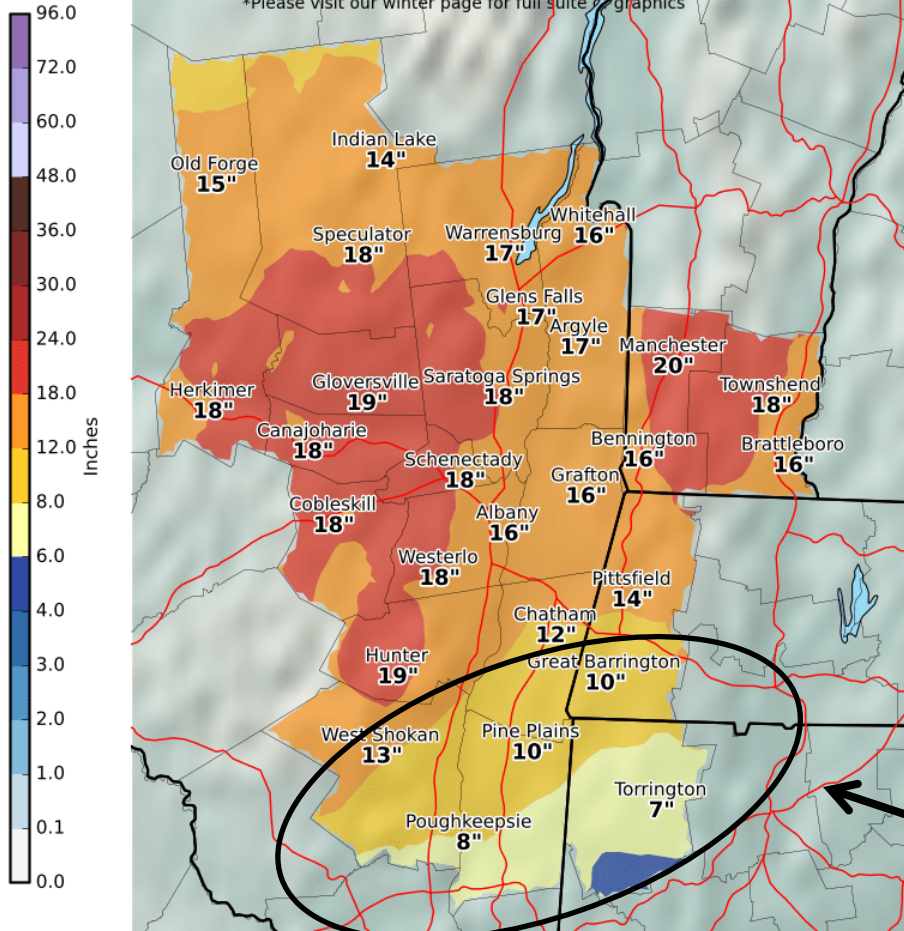 *Please visit our winter page for full suite of graphics
96.0
72.0
60.0
48.0
36.0
30.0
24.0
18.0
12.0
8.0
6.0
4.0
3.0
2.0
1.0
0.1
0.0
Inches
Indian Lake
14"
Old Forge
15"
Whitehall
16"
Speculator
18"
Warrensburg
17"
Glens Falls
17"
Argyle
17"
Manchester
20"
Herkimer
18"
Gloversville
19"
Saratoga Springs
18"
Townshend
18"
Canajoharie
18"
Bennington
16"
Brattleboro
16"
Schenectady
18"
Grafton
16"
Cobleskill
18"
Albany
16"
Westerlo
18"
Pittsfield
14"
Chatham
12"
Hunter
19"
Great Barrington
10"
West Shokan
13"
Pine Plains
10"
Torrington
7"
Poughkeepsie
8"